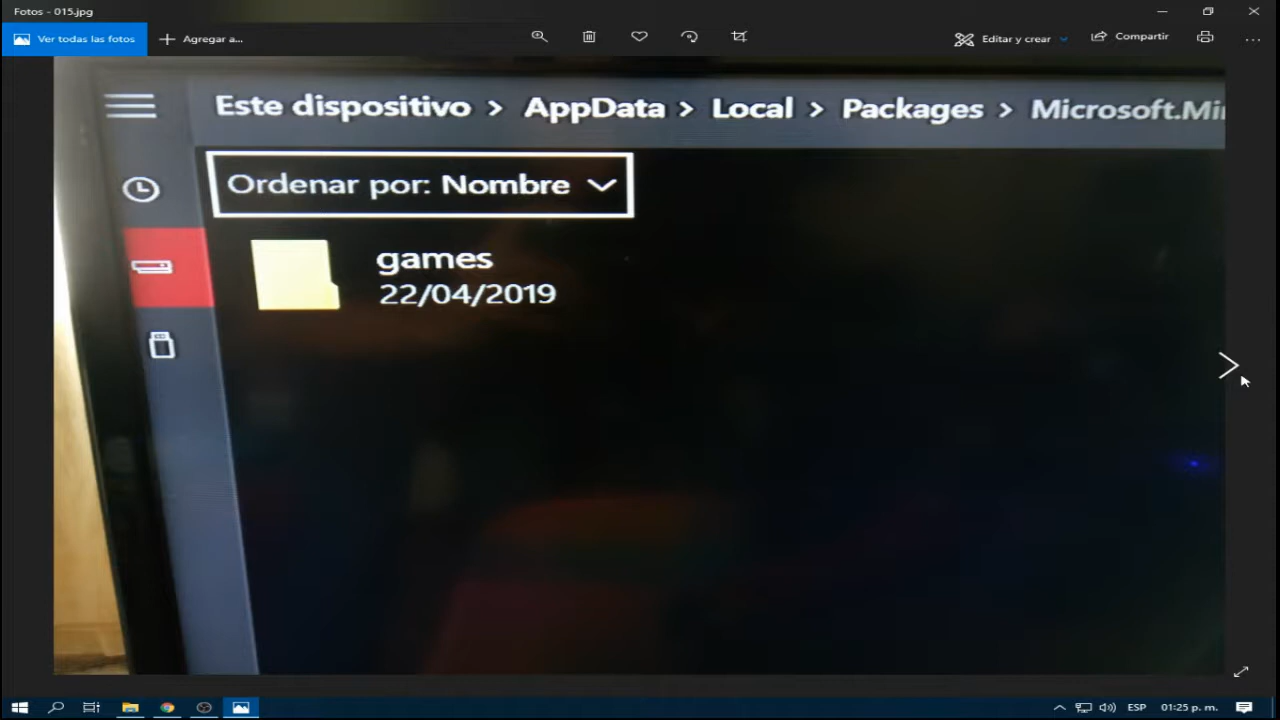 Fotos - 015.jpg
Ver todas las fotos
Agregar a...
Editar y crear
Compartir
Este dispositivo > AppData > Local > Packages > Microsoft.Mi
Ordenar por: Nombre
games
22/04/2019
ESP
01:25 p. m.